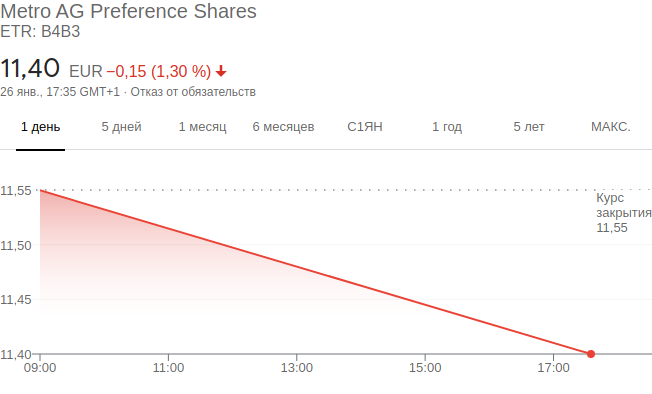 Metro AG Preference Shares
ETR: B4B3
11,40 EUR −0,15 (1,30 %)
26 янв., 17:35 GMT+1 · Отказ от обязательств
1 день 5 дней 1 месяц 6 месяцев С1ЯН 1 год 5 лет МАКС.
11,55
Курс
закрытия
11,55
11,50
11,45
11,40
09:00 11:00 13:00 15:00 17:00